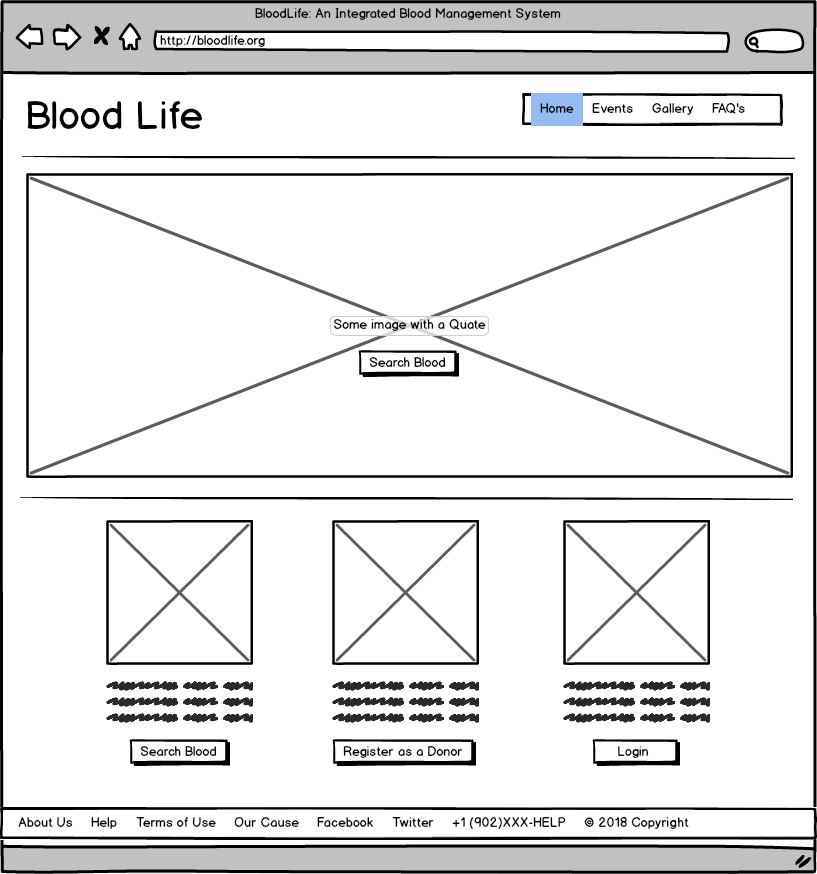 BloodLife: An Integrated Blood Management System
http://bloodlife.org
Blood Life
Home Events Gallery FAQ's
Some image with a Quate
Search Blood
Search Blood Register as a Donor Login
About Us Help Terms of Use Our Cause Facebook Twitter +1 (902)XXX-HELP © 2018 Copyright